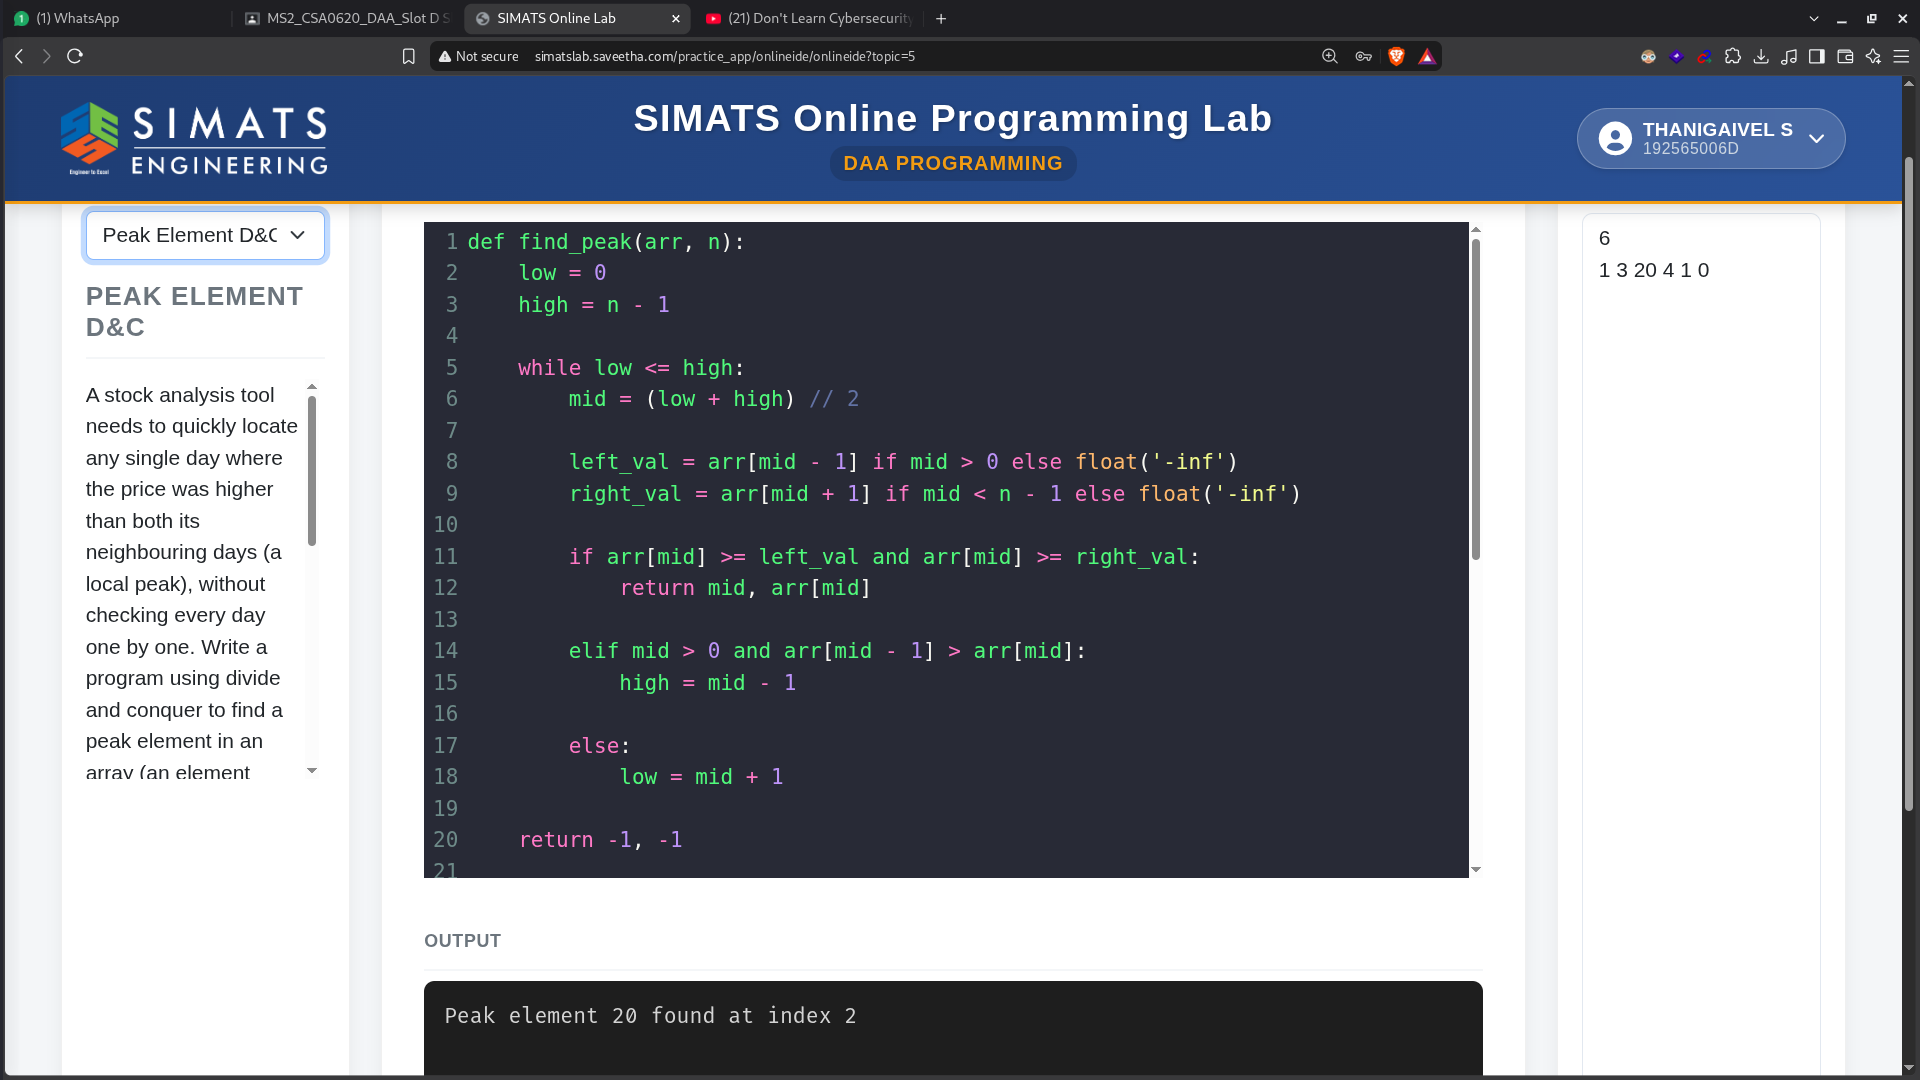 (1) WhatsApp
MS2_CSA0620_DAA_Slot D S
SIMATS Online Lab
(21) Don't Learn Cybersecurity
Not secure simatslab.saveetha.com/practice_app/onlineide/onlineide?topic=5
SIMATS
ENGINEERING
Engineer to Excel
SIMATS Online Programming Lab
DAA PROGRAMMING
THANIGAIVEL S
192565006D
Peak Element D&C
PEAK ELEMENT
D&C
A stock analysis tool
needs to quickly locate
any single day where
the price was higher
than both its
neighbouring days (a
local peak), without
checking every day
one by one. Write a
program using divide
and conquer to find a
peak element in an
array (an element
1 def find_peak(arr, n):
2     low = 0
3     high = n - 1
4
5     while low <= high:
6         mid = (low + high) // 2
7
8         left_val = arr[mid - 1] if mid > 0 else float('-inf')
9         right_val = arr[mid + 1] if mid < n - 1 else float('-inf')
10
11         if arr[mid] >= left_val and arr[mid] >= right_val:
12             return mid, arr[mid]
13
14         elif mid > 0 and arr[mid - 1] > arr[mid]:
15             high = mid - 1
16
17         else:
18             low = mid + 1
19
20     return -1, -1
21
OUTPUT
Peak element 20 found at index 2
6
1 3 20 4 1 0